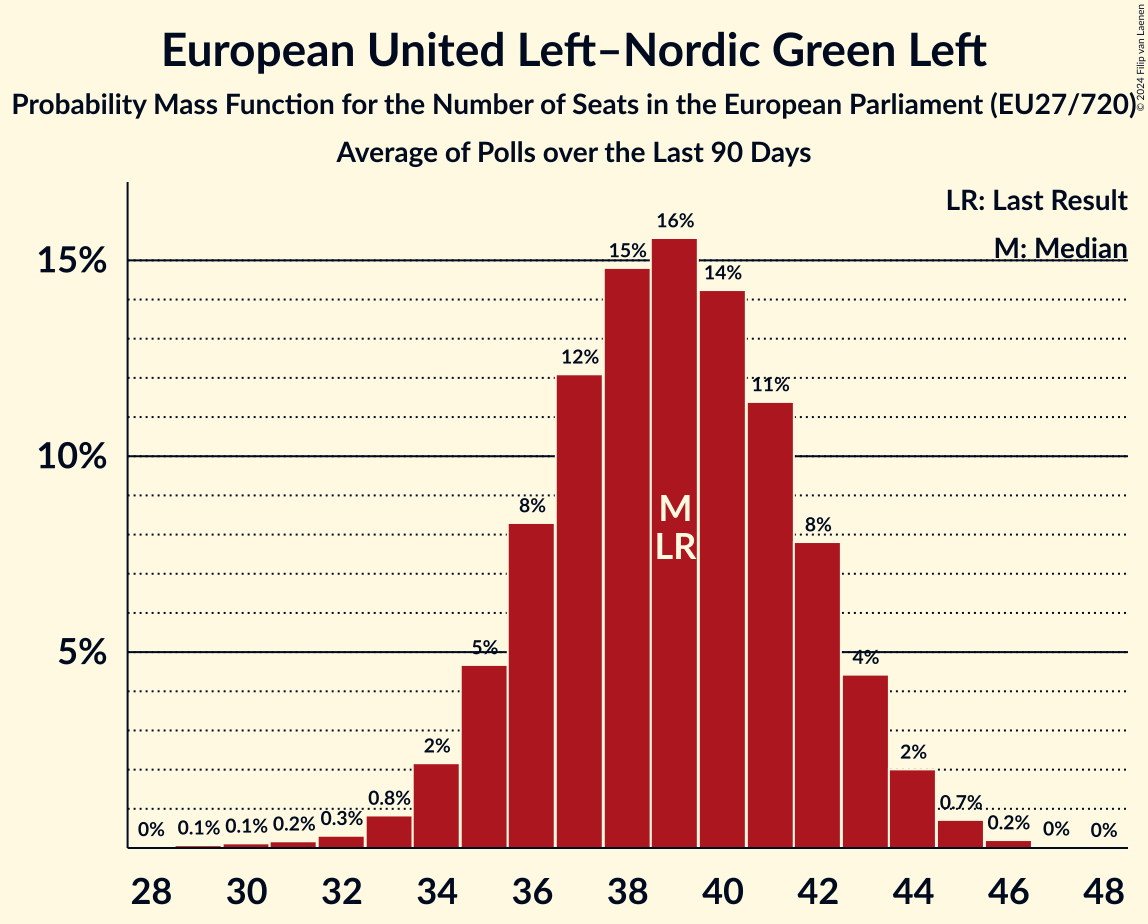 European United Left–Nordic Green Left
Probability Mass Function for the Number of Seats in the European Parliament (EU27/720)
Average of Polls over the Last 90 Days
© 2024 Filip van Laenen
LR: Last Result
M: Median
15%
10%
5%
0%
0.1%
0.1%
0.2%
0.3%
0.8%
2%
5%
8%
12%
15%
16%
14%
11%
8%
4%
2%
0.7%
0.2%
0%
0%
M
LR
28 30 32 34 36 38 40 42 44 46 48